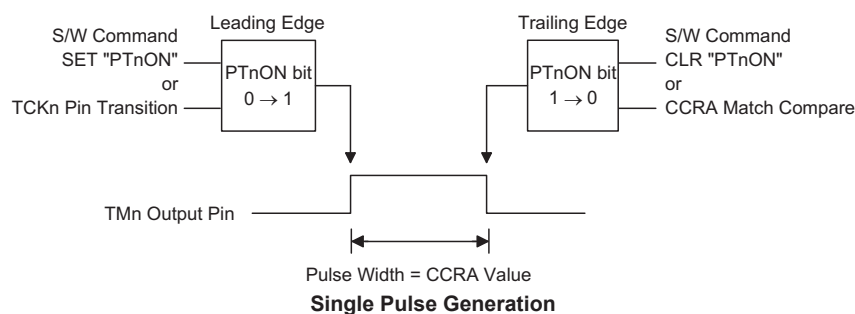 Leading Edge
S/W Command
SET "PTnON"
or
TCKn Pin Transition
PTnON bit
0 → 1
Trailing Edge
PTnON bit
1 → 0
S/W Command
CLR "PTnON"
or
CCRA Match Compare
TMn Output Pin
Pulse Width = CCRA Value
Single Pulse Generation